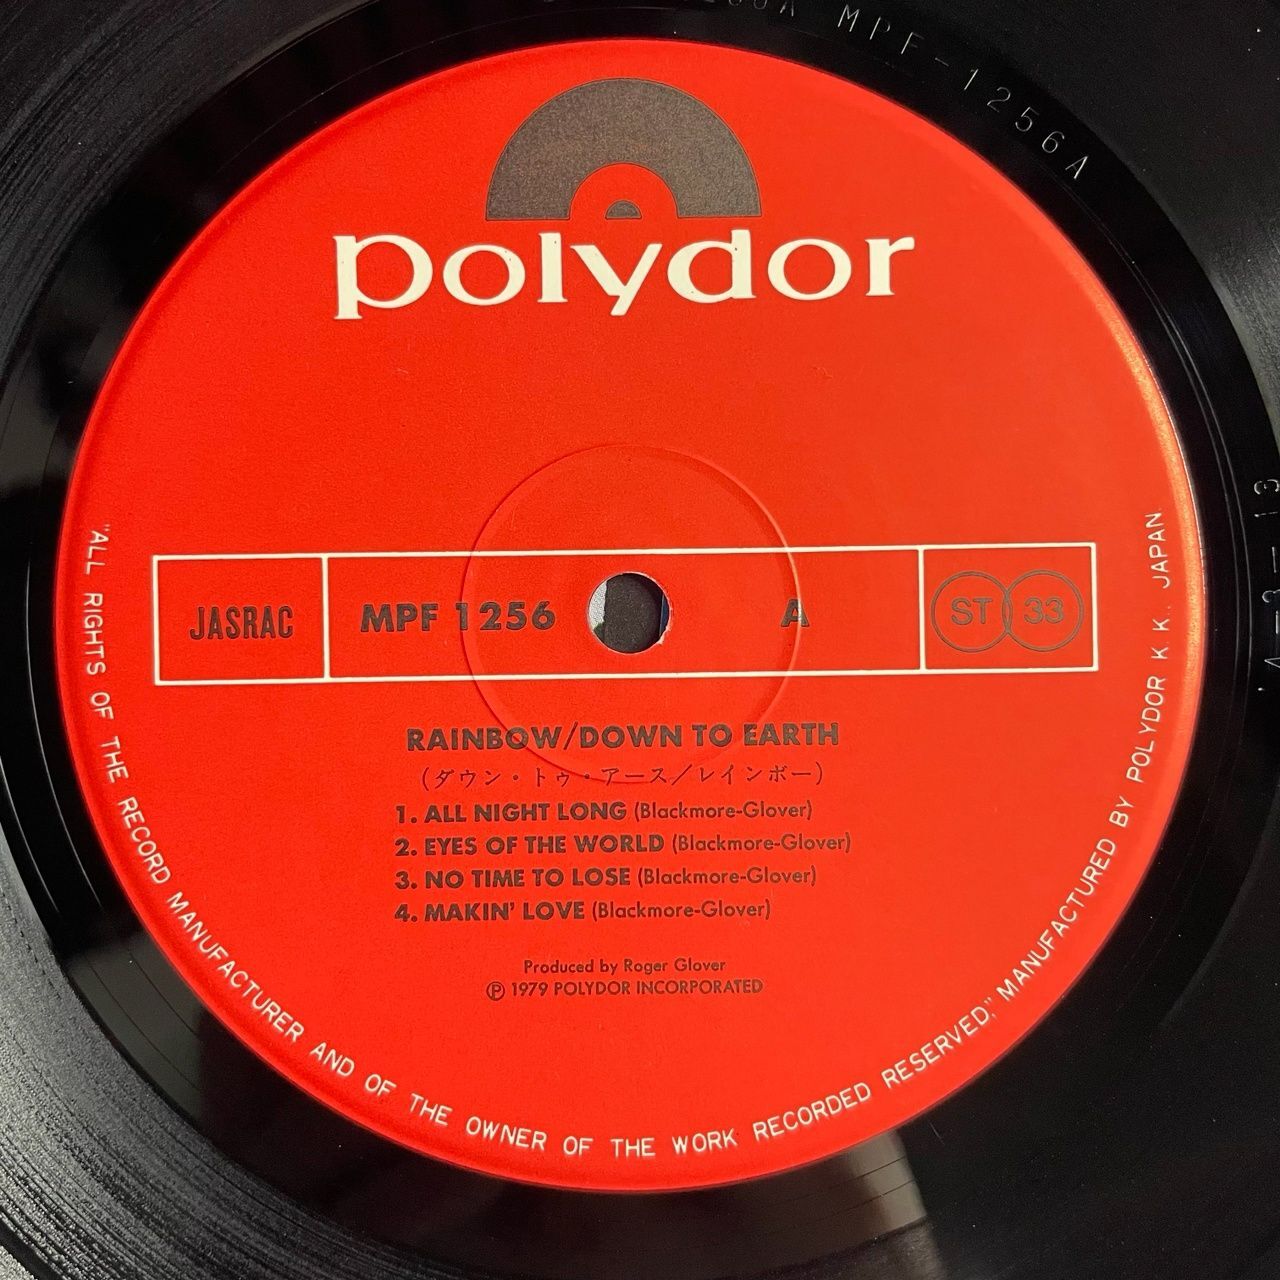 MPF-1256A
polydor
JASRAC
MPF 1256
A
ST 33
RAINBOW/DOWN TO EARTH
(ダウン・トゥ・アース/レインボー)
1. ALL NIGHT LONG (Blackmore-Glover)
2. EYES OF THE WORLD (Blackmore-Glover)
3. NO TIME TO LOSE (Blackmore-Glover)
4. MAKIN' LOVE (Blackmore-Glover)
Produced by Roger Glover
Ⓟ 1979 POLYDOR INCORPORATED
"ALL RIGHTS OF THE RECORD MANUFACTURER AND OF THE OWNER OF THE WORK RECORDED RESERVED," MANUFACTURED BY POLYDOR K. K., JAPAN.